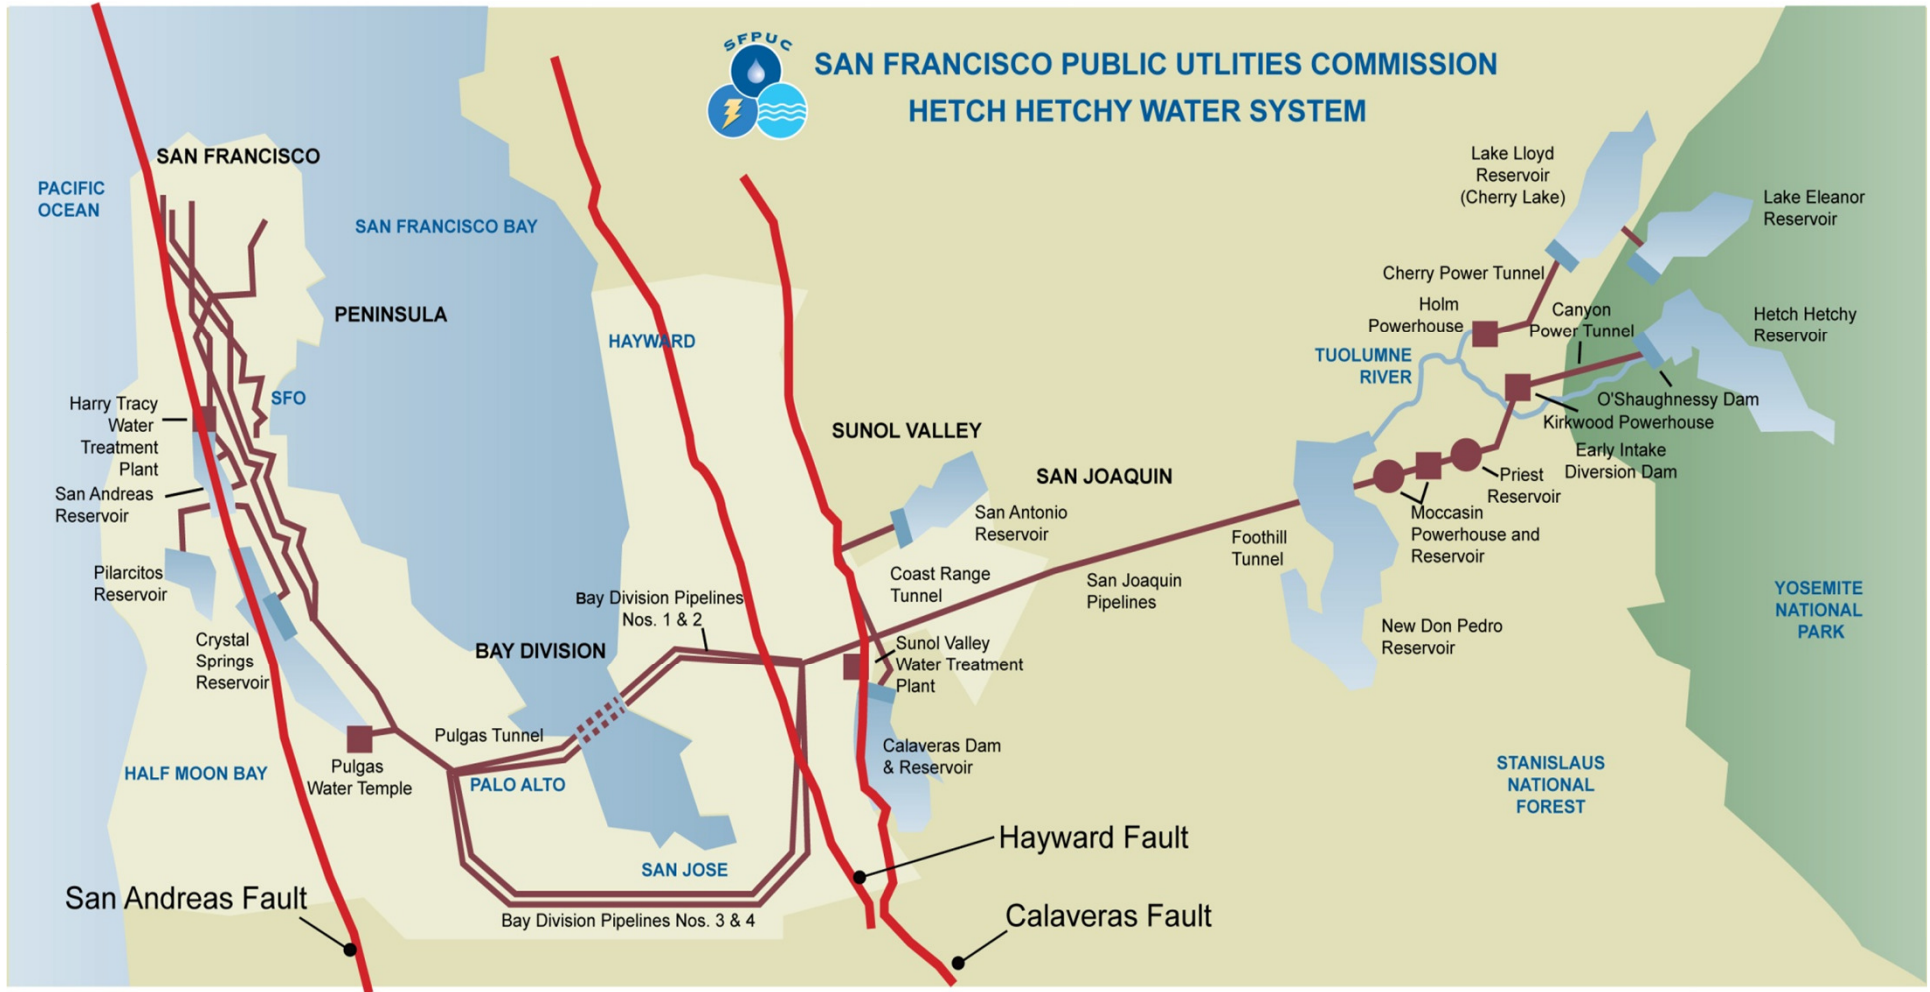 SFPUC
SAN FRANCISCO PUBLIC UTLITIES COMMISSION
HETCH HETCHY WATER SYSTEM
SAN FRANCISCO
PACIFIC
OCEAN
SAN FRANCISCO BAY
PENINSULA
HAYWARD
SFO
Harry Tracy
Water
Treatment
Plant
San Andreas
Reservoir
Pilarcitos
Reservoir
Crystal
Springs
Reservoir
HALF MOON BAY
Pulgas
Water Temple
Pulgas Tunnel
PALO ALTO
BAY DIVISION
Bay Division Pipelines
Nos. 1 & 2
SAN JOSE
Bay Division Pipelines Nos. 3 & 4
San Andreas Fault
Hayward Fault
Calaveras Fault
SUNOL VALLEY
San Antonio
Reservoir
Coast Range
Tunnel
Sunol Valley
Water Treatment
Plant
Calaveras Dam
& Reservoir
SAN JOAQUIN
San Joaquin
Pipelines
Foothill
Tunnel
New Don Pedro
Reservoir
Moccasin
Powerhouse and
Reservoir
Priest
Reservoir
Early Intake
Diversion Dam
Kirkwood Powerhouse
O'Shaughnessy Dam
TUOLUMNE
RIVER
Holm
Powerhouse
Cherry Power Tunnel
Canyon
Power Tunnel
Lake Lloyd
Reservoir
(Cherry Lake)
Lake Eleanor
Reservoir
Hetch Hetchy
Reservoir
YOSEMITE
NATIONAL
PARK
STANISLAUS
NATIONAL
FOREST